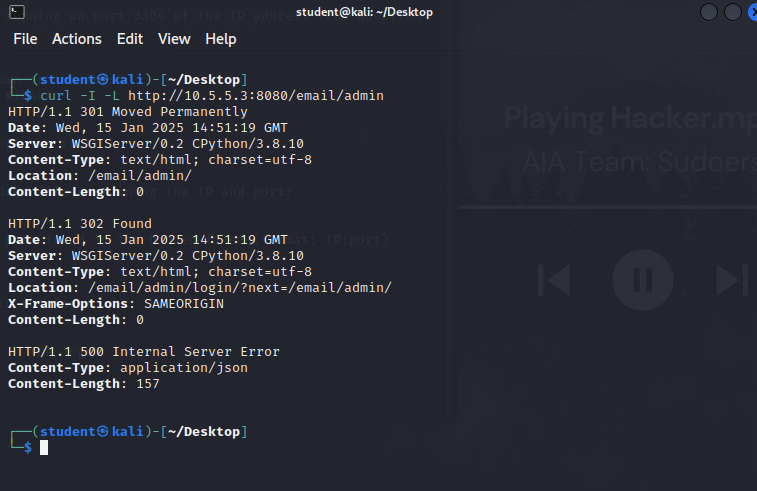 student@kali: ~/Desktop
File Actions Edit View Help
┌──(student㉿kali)-[~/Desktop]
└─$ curl -I -L http://10.5.5.3:8080/email/admin
HTTP/1.1 301 Moved Permanently
Date: Wed, 15 Jan 2025 14:51:19 GMT
Server: WSGIServer/0.2 CPython/3.8.10
Content-Type: text/html; charset=utf-8
Location: /email/admin/
Content-Length: 0
HTTP/1.1 302 Found
Date: Wed, 15 Jan 2025 14:51:19 GMT
Server: WSGIServer/0.2 CPython/3.8.10
Content-Type: text/html; charset=utf-8
Location: /email/admin/login/?next=/email/admin/
X-Frame-Options: SAMEORIGIN
Content-Length: 0
HTTP/1.1 500 Internal Server Error
Content-Type: application/json
Content-Length: 157
┌──(student㉿kali)-[~/Desktop]
└─$
Playing Hacker.mp
AIA Team: Sudoers